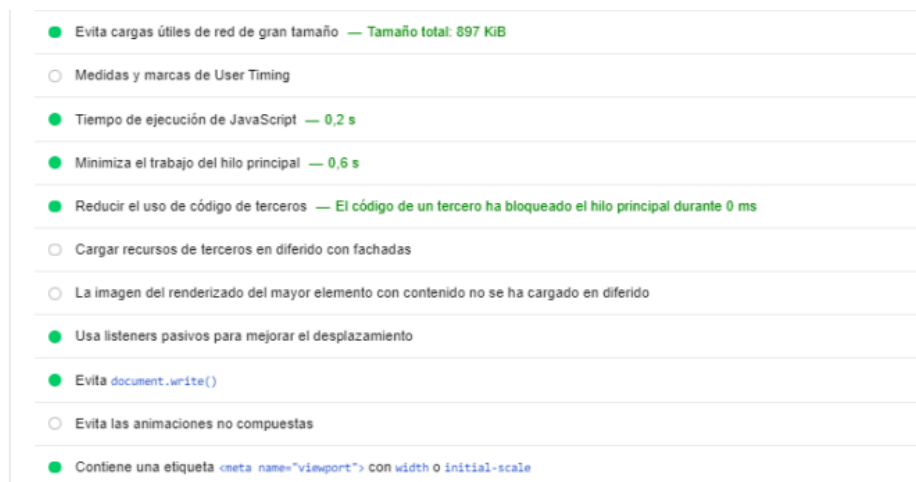 Evita cargas útiles de red de gran tamaño — Tamaño total: 897 KiB
Medidas y marcas de User Timing
Tiempo de ejecución de JavaScript — 0,2 s
Minimiza el trabajo del hilo principal — 0,6 s
Reducir el uso de código de terceros — El código de un tercero ha bloqueado el hilo principal durante 0 ms
Cargar recursos de terceros en diferido con fachadas
La imagen del renderizado del mayor elemento con contenido no se ha cargado en diferido
Usa listeners pasivos para mejorar el desplazamiento
Evita document.write()
Evita las animaciones no compuestas
Contiene una etiqueta <meta name="viewport"> con width o initial-scale